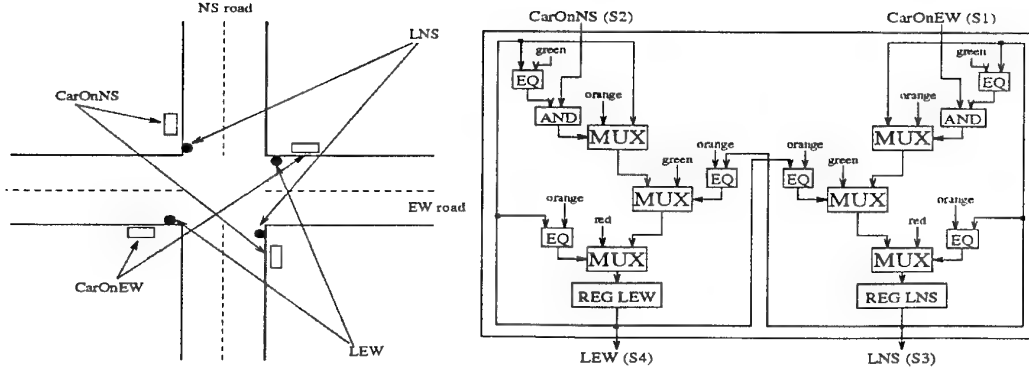 NS road
LNS
CarOnNS
EW road
CarOnEW
LEW
CarOnNS (S2)
CarOnEW (S1)
green
EQ
orange
AND
MUX
green
EQ
orange
AND
MUX
green
orange
EQ
MUX
orange
EQ
green
MUX
orange
EQ
red
MUX
REG LEW
red
orange
EQ
MUX
REG LNS
LEW (S4)
LNS (S3)